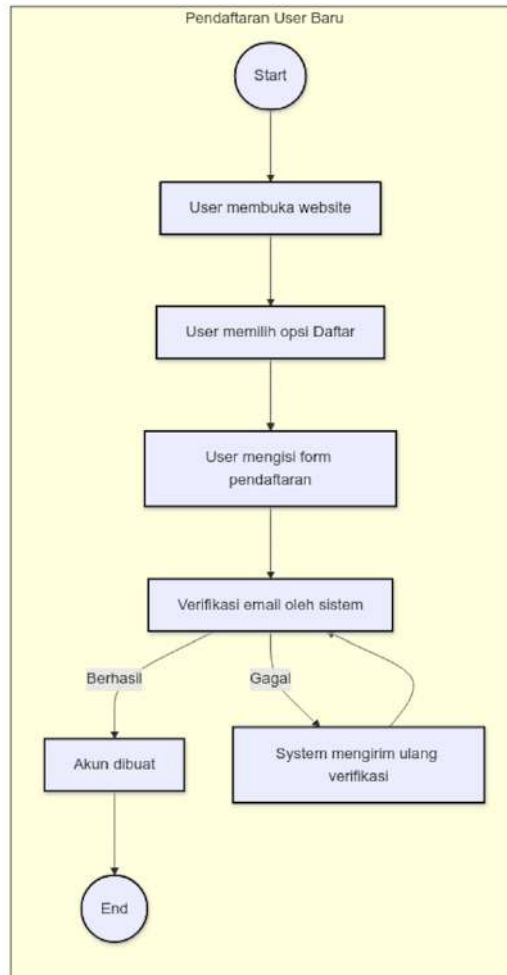 Pendaftaran User Baru
Start
User membuka website
User memilih opsi Daftar
User mengisi form
pendaftaran
Verifikasi email oleh sistem
Berhasil
Gagal
Akun dibuat
System mengirim ulang
verifikasi
End